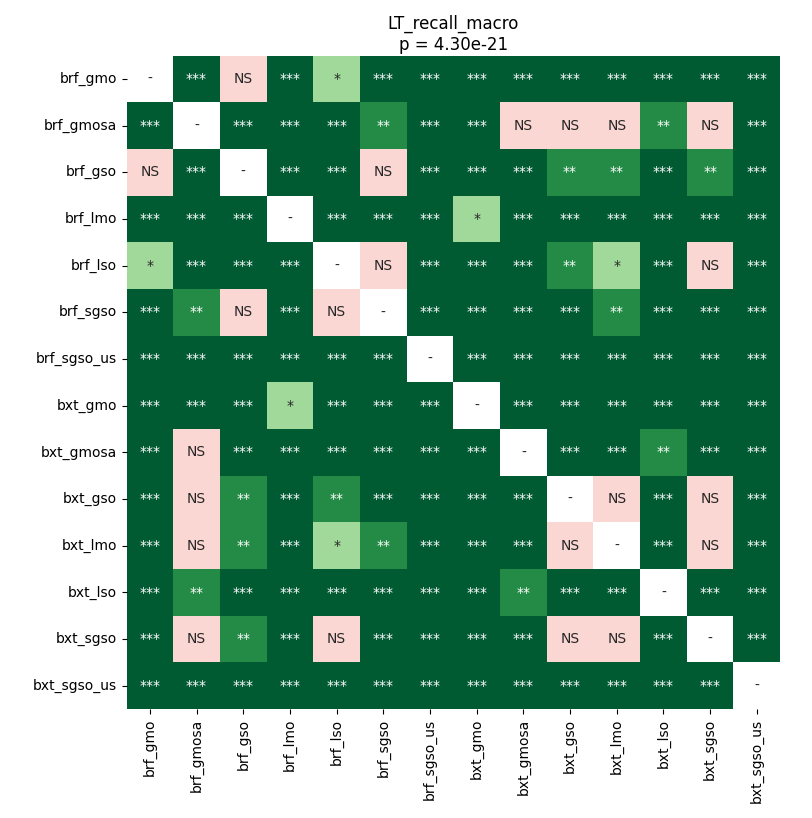 LT_recall_macro
p = 4.30e-21
brf_gmo - *** NS *** * *** *** *** *** *** *** *** *** ***
brf_gmosa *** - *** *** *** ** *** *** NS NS NS ** NS ***
brf_gso NS *** - *** *** NS *** *** *** ** ** *** ** ***
brf_lmo *** *** *** - *** *** *** * *** *** *** *** *** ***
brf_lso * *** *** *** - NS *** *** *** ** * *** NS ***
brf_sgso *** ** NS *** NS - *** *** *** *** ** *** *** ***
brf_sgso_us *** *** *** *** *** *** - *** *** *** *** *** *** ***
bxt_gmo *** *** *** * *** *** *** - *** *** *** *** *** ***
bxt_gmosa *** NS *** *** *** *** *** *** - *** *** ** *** ***
bxt_gso *** NS ** *** ** *** *** *** *** - NS *** NS ***
bxt_lmo *** NS ** *** * ** *** *** *** NS - *** NS ***
bxt_lso *** ** *** *** *** *** *** *** ** *** *** - *** ***
bxt_sgso *** NS ** *** NS *** *** *** *** NS NS *** - ***
bxt_sgso_us *** *** *** *** *** *** *** *** *** *** *** *** *** -
brf_gmo brf_gmosa brf_gso brf_lmo brf_lso brf_sgso brf_sgso_us bxt_gmo bxt_gmosa bxt_gso bxt_lmo bxt_lso bxt_sgso bxt_sgso_us